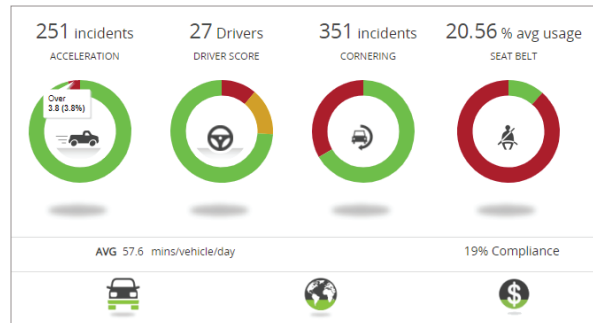 251 incidents
ACCELERATION
27 Drivers
DRIVER SCORE
351 incidents
CORNERING
20.56 % avg usage
SEAT BELT
Over
3.8 (3.8%)
AVG 57.6 mins/vehicle/day
19% Compliance
$